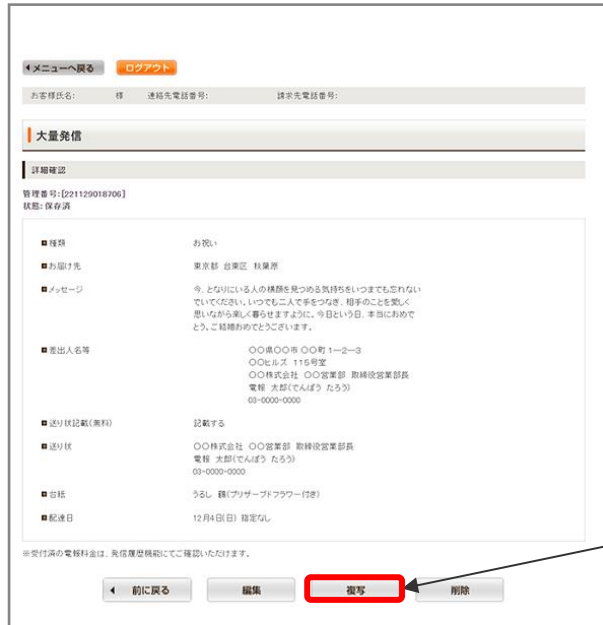 メニューへ戻る ログアウト
お客様氏名: 様 連絡先電話番号: 請求先電話番号:
大量発信
詳細確認
管理番号:[221129018706]
状態:保存済
種類 お祝い
お届け先 東京都 台東区 秋葉原
メッセージ 今、となりにいる人の横顔を見つめる気持ちをいつまでも忘れない
でいてください。いつでも二人で手をつなぎ、相手のことを愛しく
思いながら楽しく暮らせますように。今日という日、本当におめで
とう。ご結婚おめでとうございます。
差出人名等 〇〇県〇〇市 〇〇町 1―2―3
〇〇ヒルズ 115号室
〇〇株式会社 〇〇営業部 取締役営業部長
電報 太郎(でんぽう たろう)
03-0000-0000
送り状記載(無料) 記載する
送り状 〇〇株式会社 〇〇営業部 取締役営業部長
電報 太郎(でんぽう たろう)
03-0000-0000
台紙 うるし 鶴(プリザーブドフラワー付き)
配達日 12月4日(日) 指定なし
※受付済の電報料金は、発信履歴機能にてご確認いただけます。
前に戻る 編集 複写 削除